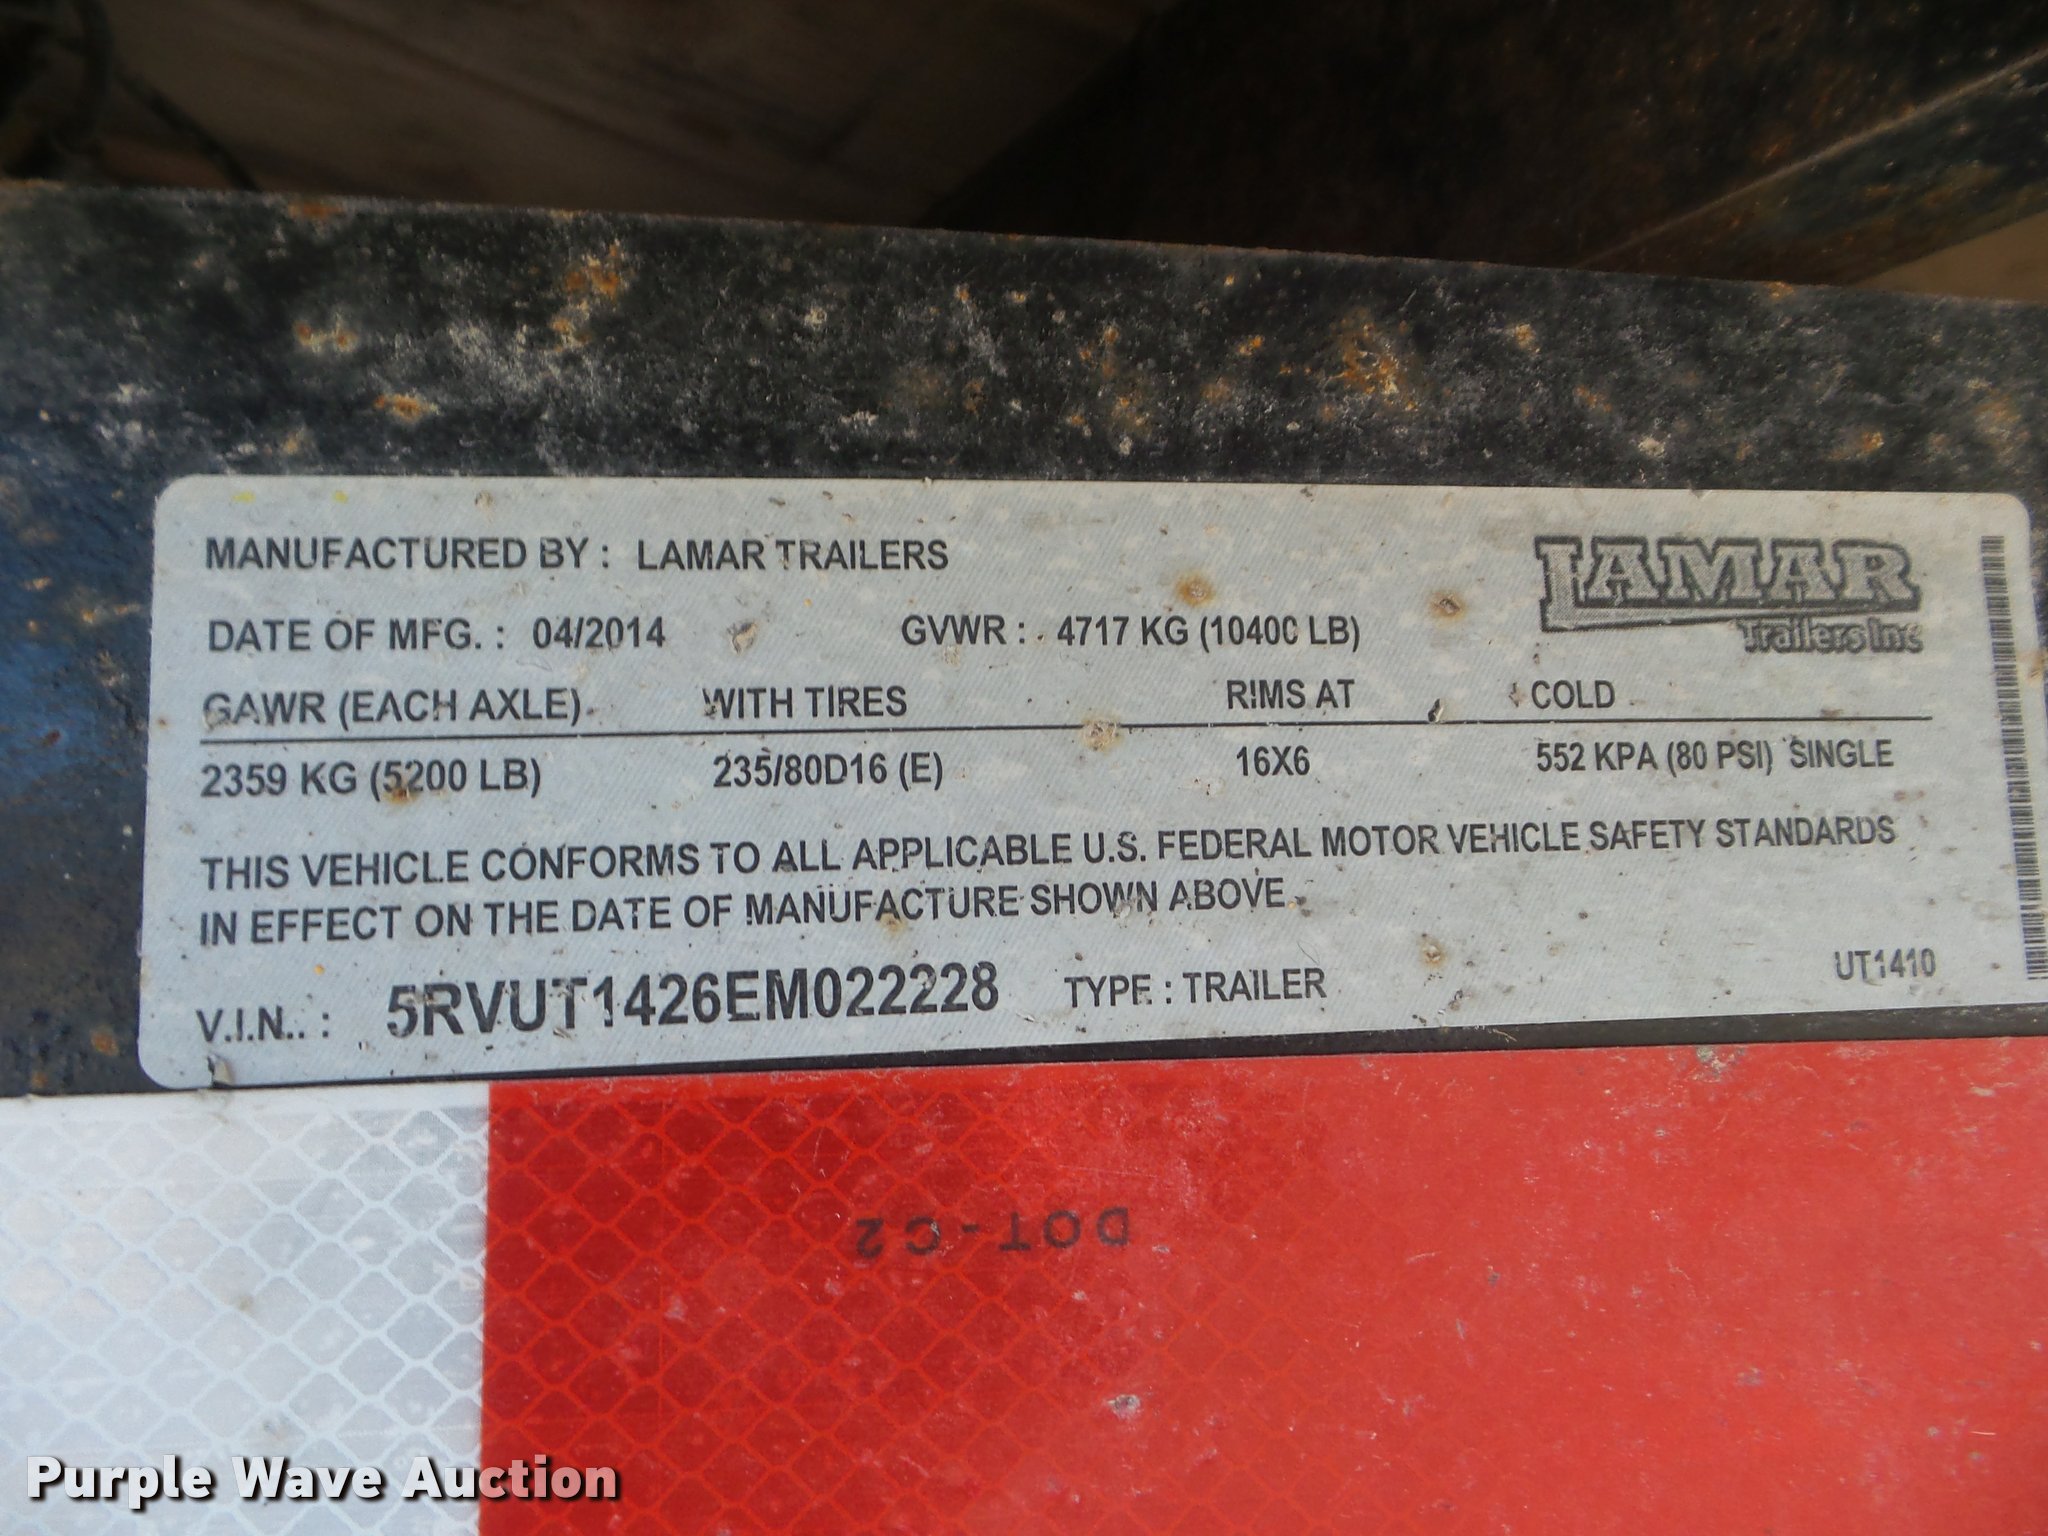 MANUFACTURED BY : LAMAR TRAILERS
LAMAR
Trailers Inc
DATE OF MFG. : 04/2014 GVWR : 4717 KG (10400 LB)
GAWR (EACH AXLE) WITH TIRES RIMS AT COLD
2359 KG (5200 LB) 235/80D16 (E) 16X6 552 KPA (80 PSI) SINGLE
THIS VEHICLE CONFORMS TO ALL APPLICABLE U.S. FEDERAL MOTOR VEHICLE SAFETY STANDARDS
IN EFFECT ON THE DATE OF MANUFACTURE SHOWN ABOVE.
V.I.N.. : 5RVUT1426EM022228 TYPE : TRAILER UT1410
DOT-C2
Purple Wave Auction